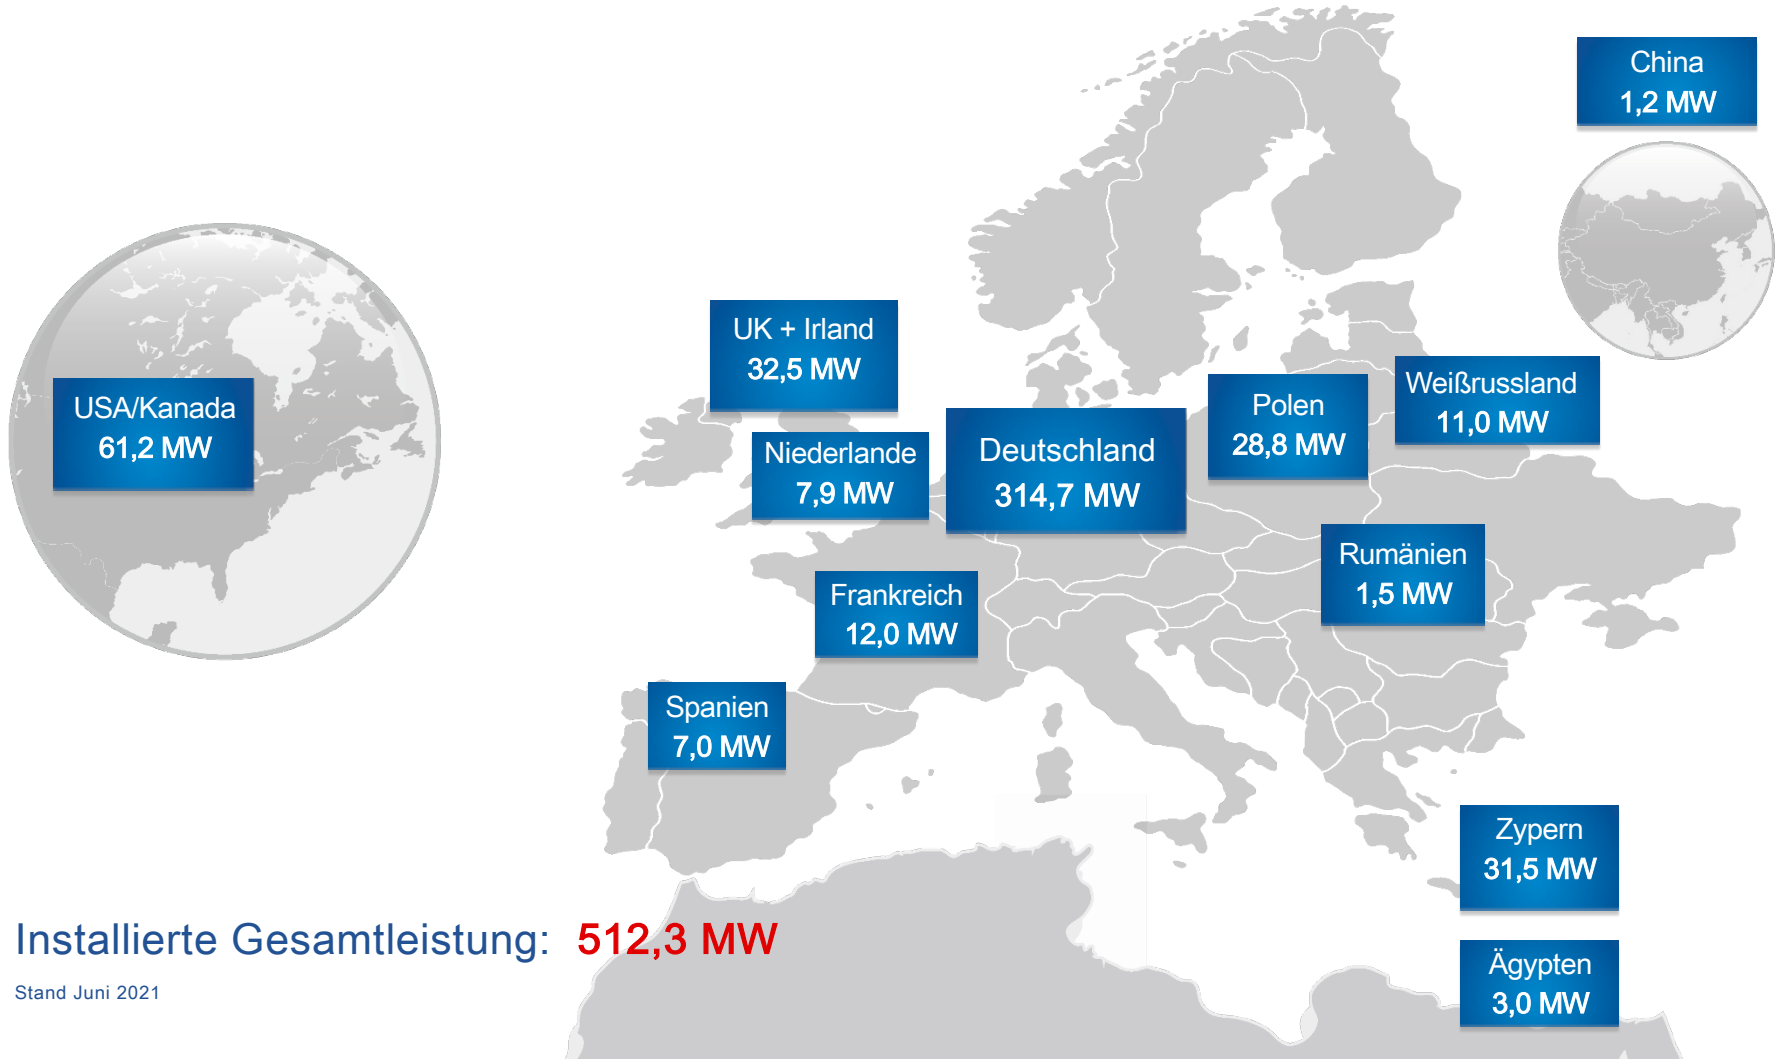 China
1,2 MW
UK + Irland
32,5 MW
USA/Kanada
61,2 MW
Niederlande
7,9 MW
Deutschland
314,7 MW
Polen
28,8 MW
Weißrussland
11,0 MW
Rumänien
1,5 MW
Frankreich
12,0 MW
Spanien
7,0 MW
Zypern
31,5 MW
Ägypten
3,0 MW
Installierte Gesamtleistung: 512,3 MW
Stand Juni 2021